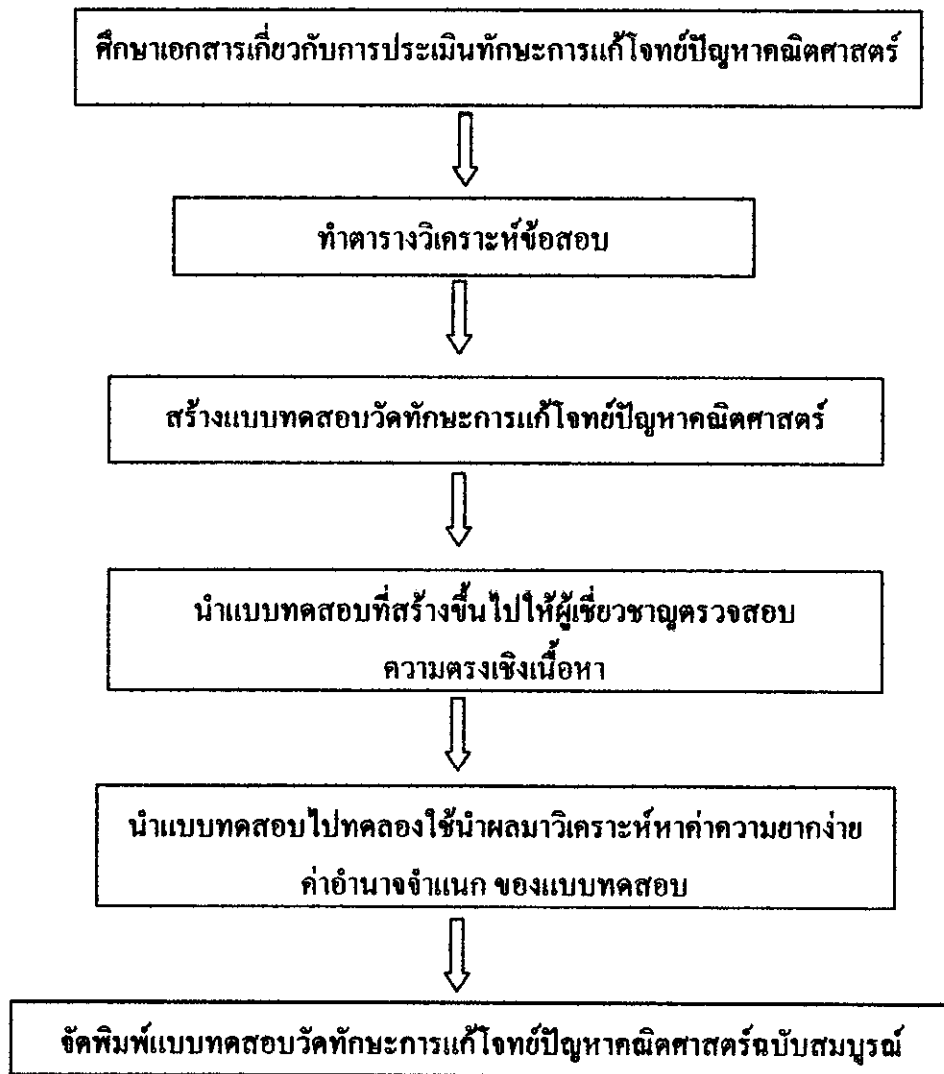 ศึกษาเอกสารเกี่ยวกับการประเมินทักษะการแก้โจทย์ปัญหาคณิตศาสตร์
ทำตารางวิเคราะห์ข้อสอบ
สร้างแบบทดสอบวัดทักษะการแก้โจทย์ปัญหาคณิตศาสตร์
นำแบบทดสอบที่สร้างขึ้นไปให้ผู้เชี่ยวชาญตรวจสอบ
ความตรงเชิงเนื้อหา
นำแบบทดสอบไปทดลองใช้นำผลมาวิเคราะห์หาค่าความยากง่าย
ค่าอำนาจจำแนก ของแบบทดสอบ
จัดพิมพ์แบบทดสอบวัดทักษะการแก้โจทย์ปัญหาคณิตศาสตร์ฉบับสมบูรณ์